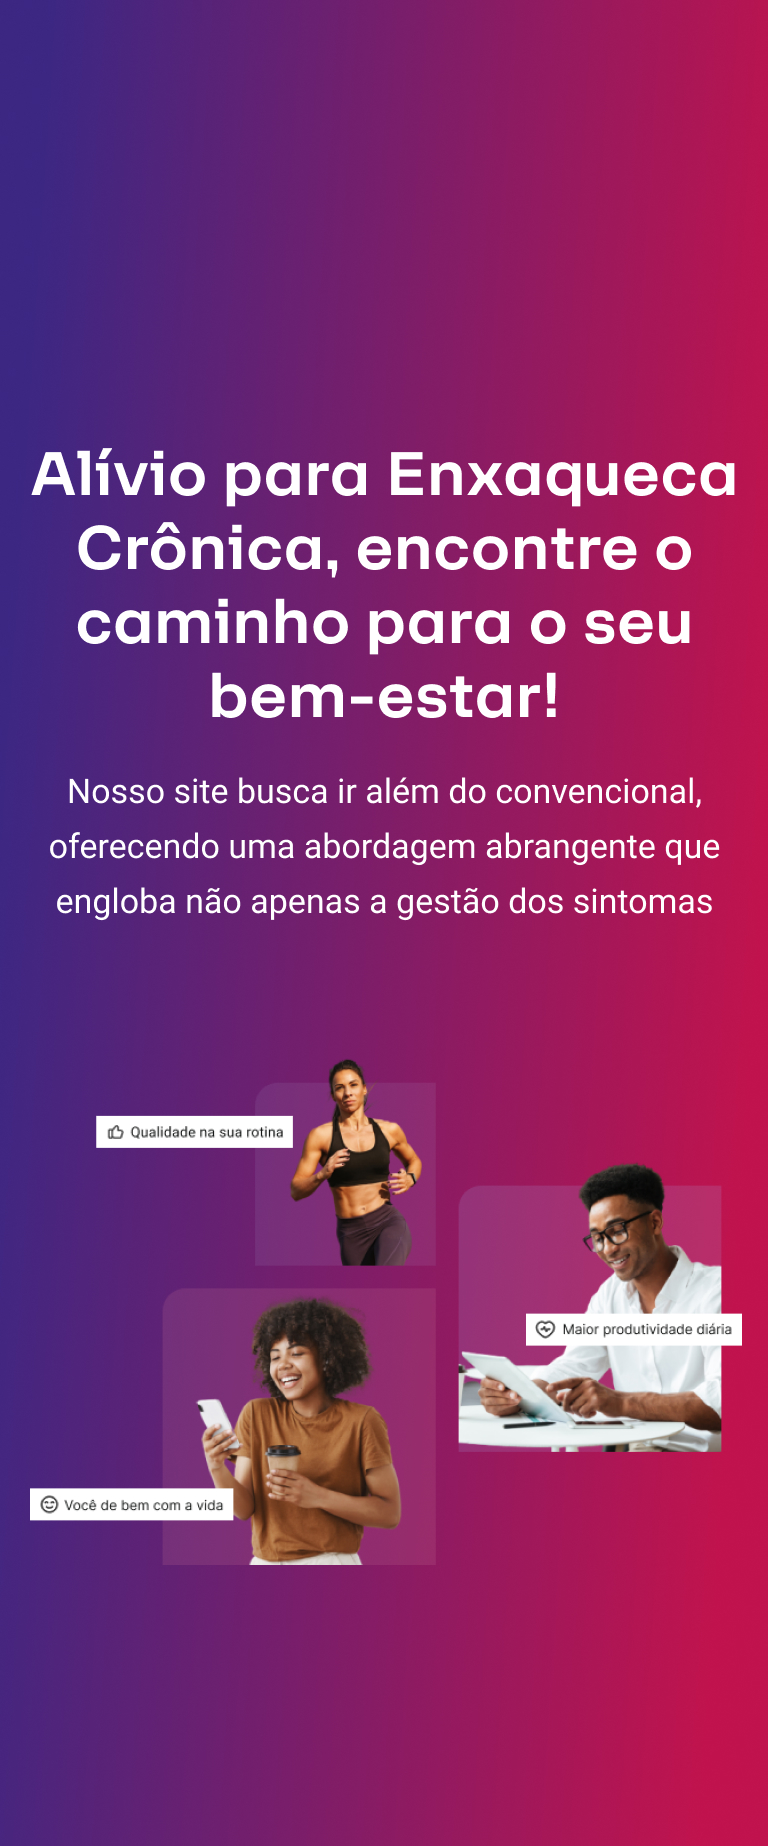 Alívio para Enxaqueca
Crônica, encontre o
caminho para o seu
bem-estar!
Nosso site busca ir além do convencional,
oferecendo uma abordagem abrangente que
engloba não apenas a gestão dos sintomas
Qualidade na sua rotina
Maior produtividade diária
Você de bem com a vida